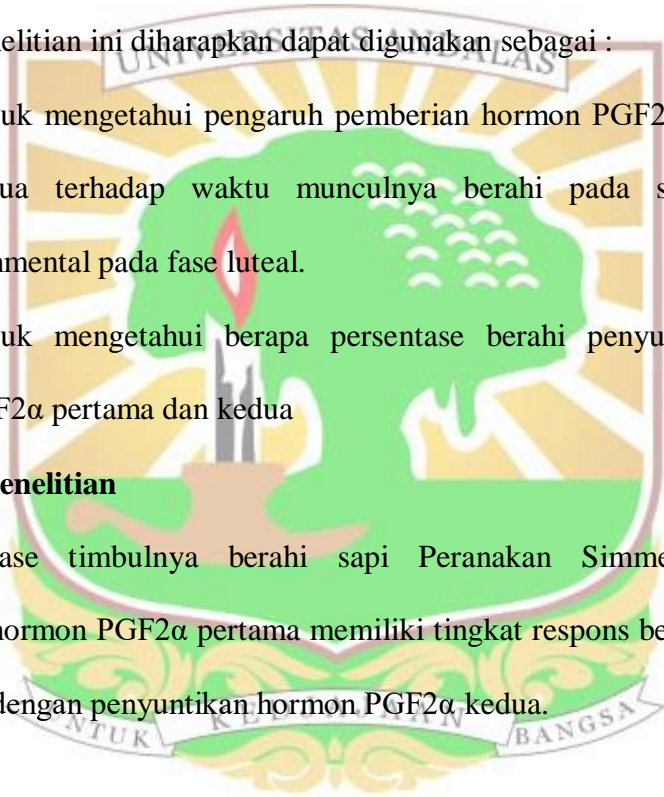 nelitian ini diharapkan dapat digunakan sebagai :
UNIVERSITAS ANDALAS
uk mengetahui pengaruh pemberian hormon PGF2
ua terhadap waktu munculnya berahi pada s
nmental pada fase luteal.
uk mengetahui berapa persentase berahi penyu
F2α pertama dan kedua
enelitian
ase timbulnya berahi sapi Peranakan Simme
hormon PGF2α pertama memiliki tingkat respons be
dengan penyuntikan hormon PGF2α kedua.
UNTUK KEDJAJAAN BANGSA